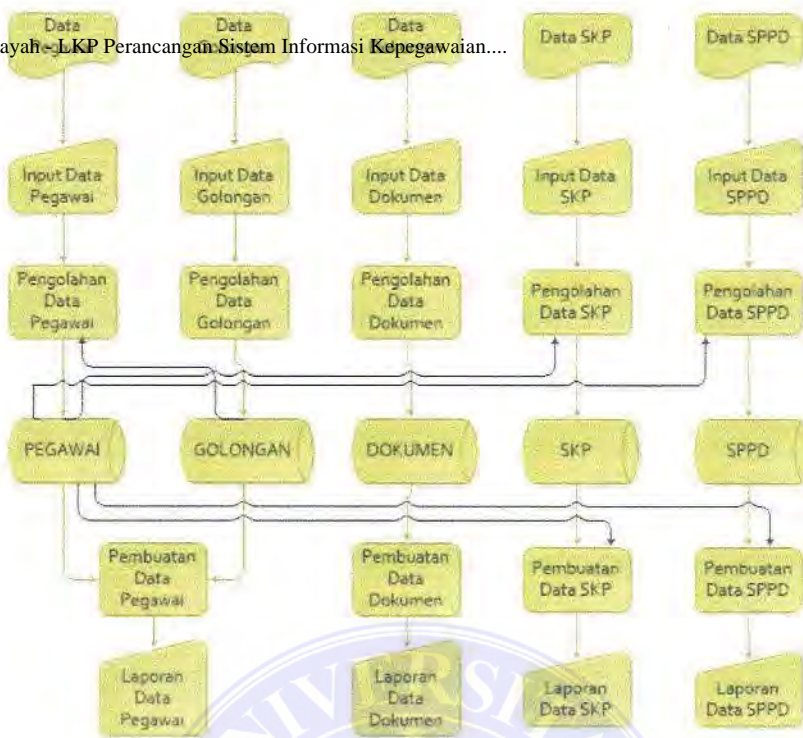 Data
Data
Data
Data SKP
Data SPPD
ayah - LKP Perancangan Sistem Informasi Kepegawaian....
Input Data
Pegawai
Input Data
Golongan
Input Data
Dokumen
Input Data
SKP
Input Data
SPPD
Pengolahan
Data
Pegawai
Pengolahan
Data
Golongan
Pengolahan
Data
Dokumen
Pengolahan
Data SKP
Pengolahan
Data SPPD
PEGAWAI
GOLONGAN
DOKUMEN
SKP
SPPD
Pembuatan
Data
Pegawai
Pembuatan
Data
Dokumen
Pembuatan
Data SKP
Pembuatan
Data SPPD
Laporan
Data
Pegawai
Laporan
Data
Dokumen
Laporan
Data SKP
Laporan
Data SPPD